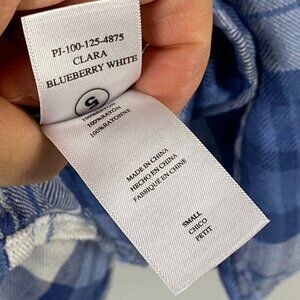 PJ-100-125-4875
CLARA
BLUEBERRY WHITE
S
100% RAYON
100% RAYON
100% RAYONNE
MADE IN CHINA
HECHO EN CHINA
FABRIQUÉ EN CHINE
SMALL
CHICO
PETIT